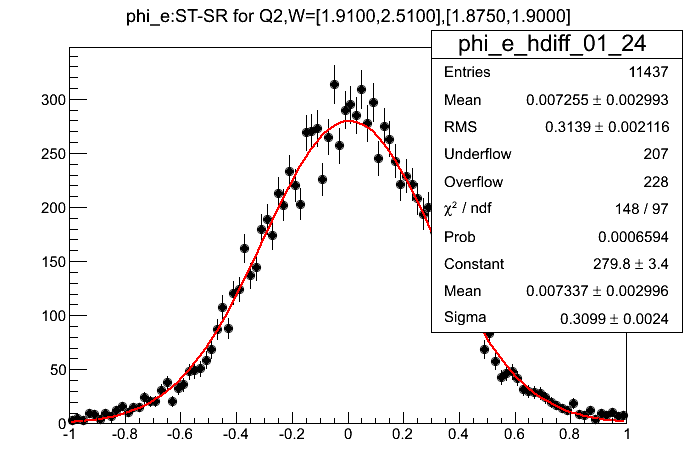 phi_e:ST-SR for Q2,W=[1.9100,2.5100],[1.8750,1.9000]
phi_e_hdiff_01_24
Entries 11437
Mean 0.007255 ± 0.002993
RMS 0.3139 ± 0.002116
Underflow 207
Overflow 228
χ² / ndf 148 / 97
Prob 0.0006594
Constant 279.8 ± 3.4
Mean 0.007337 ± 0.002996
Sigma 0.3099 ± 0.0024
300
250
200
150
100
50
0
-1 -0.8 -0.6 -0.4 -0.2 0 0.2 0.4 0.6 0.8 1